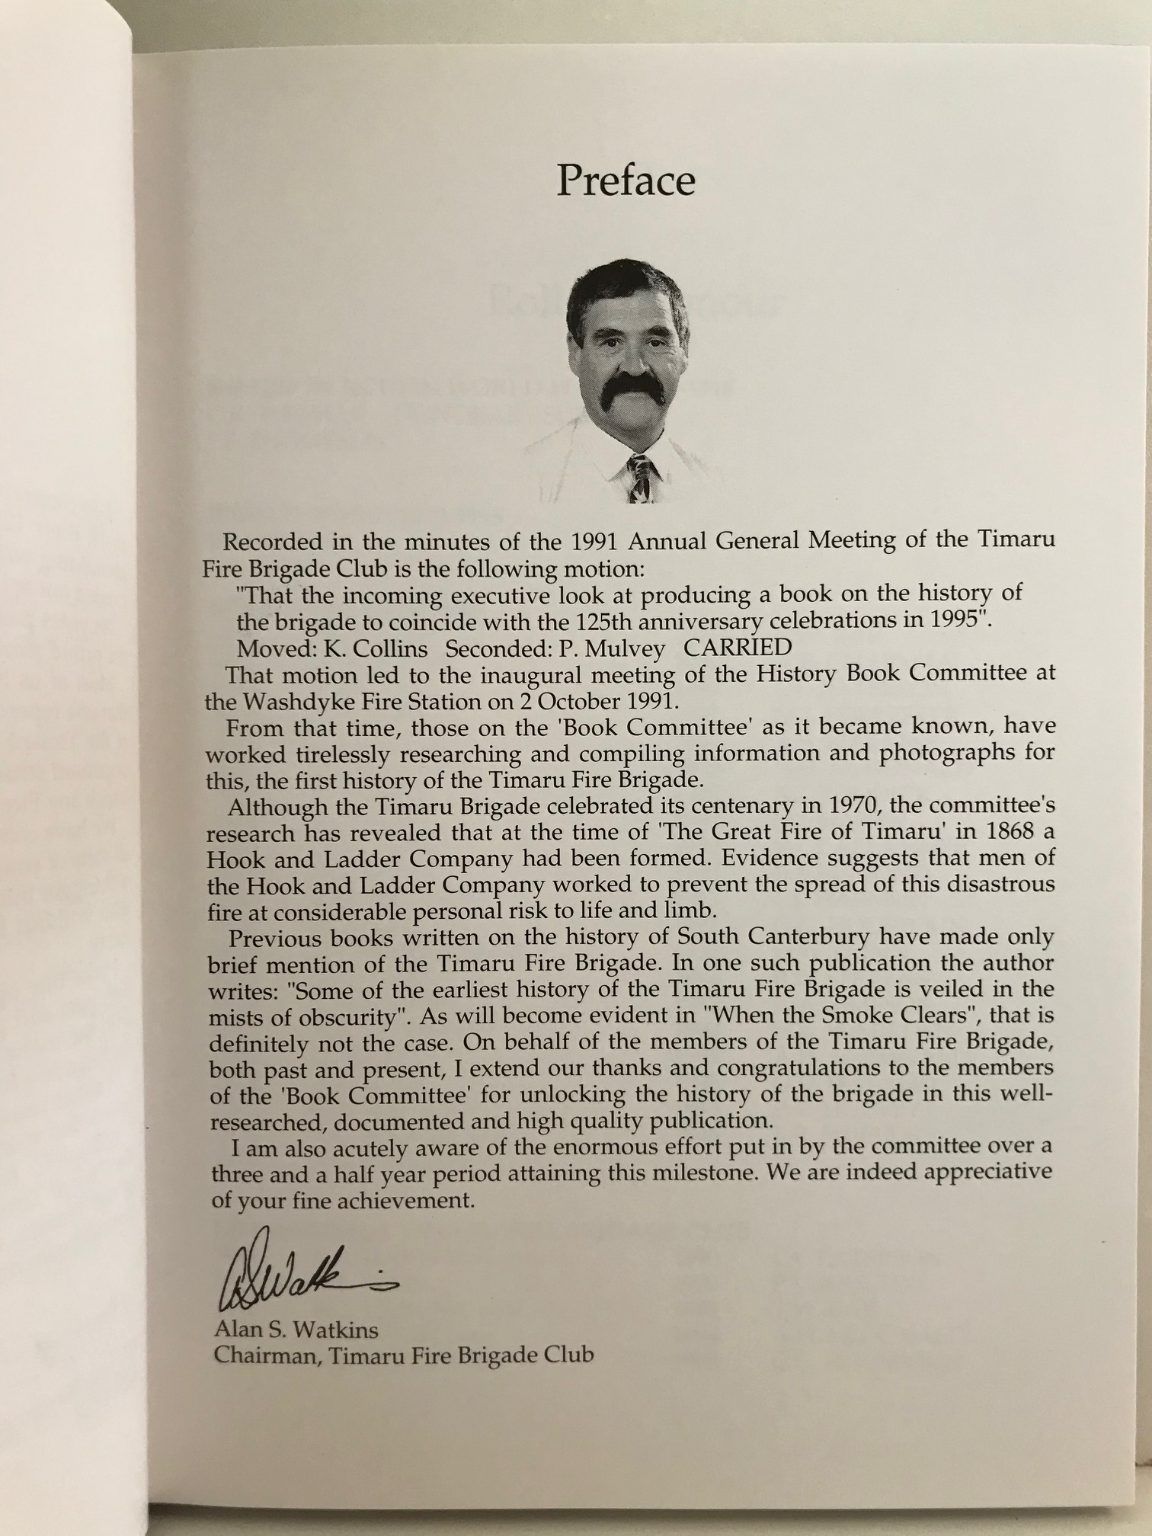 Preface
Recorded in the minutes of the 1991 Annual General Meeting of the Timaru
Fire Brigade Club is the following motion:
"That the incoming executive look at producing a book on the history of
the brigade to coincide with the 125th anniversary celebrations in 1995".
Moved: K. Collins Seconded: P. Mulvey CARRIED
That motion led to the inaugural meeting of the History Book Committee at
the Washdyke Fire Station on 2 October 1991.
From that time, those on the 'Book Committee' as it became known, have
worked tirelessly researching and compiling information and photographs for
this, the first history of the Timaru Fire Brigade.
Although the Timaru Brigade celebrated its centenary in 1970, the committee's
research has revealed that at the time of 'The Great Fire of Timaru' in 1868 a
Hook and Ladder Company had been formed. Evidence suggests that men of
the Hook and Ladder Company worked to prevent the spread of this disastrous
fire at considerable personal risk to life and limb.
Previous books written on the history of South Canterbury have made only
brief mention of the Timaru Fire Brigade. In one such publication the author
writes: "Some of the earliest history of the Timaru Fire Brigade is veiled in the
mists of obscurity". As will become evident in "When the Smoke Clears", that is
definitely not the case. On behalf of the members of the Timaru Fire Brigade,
both past and present, I extend our thanks and congratulations to the members
of the 'Book Committee' for unlocking the history of the brigade in this well-
researched, documented and high quality publication.
I am also acutely aware of the enormous effort put in by the committee over a
three and a half year period attaining this milestone. We are indeed appreciative
of your fine achievement.
ASWatkins
Alan S. Watkins
Chairman, Timaru Fire Brigade Club